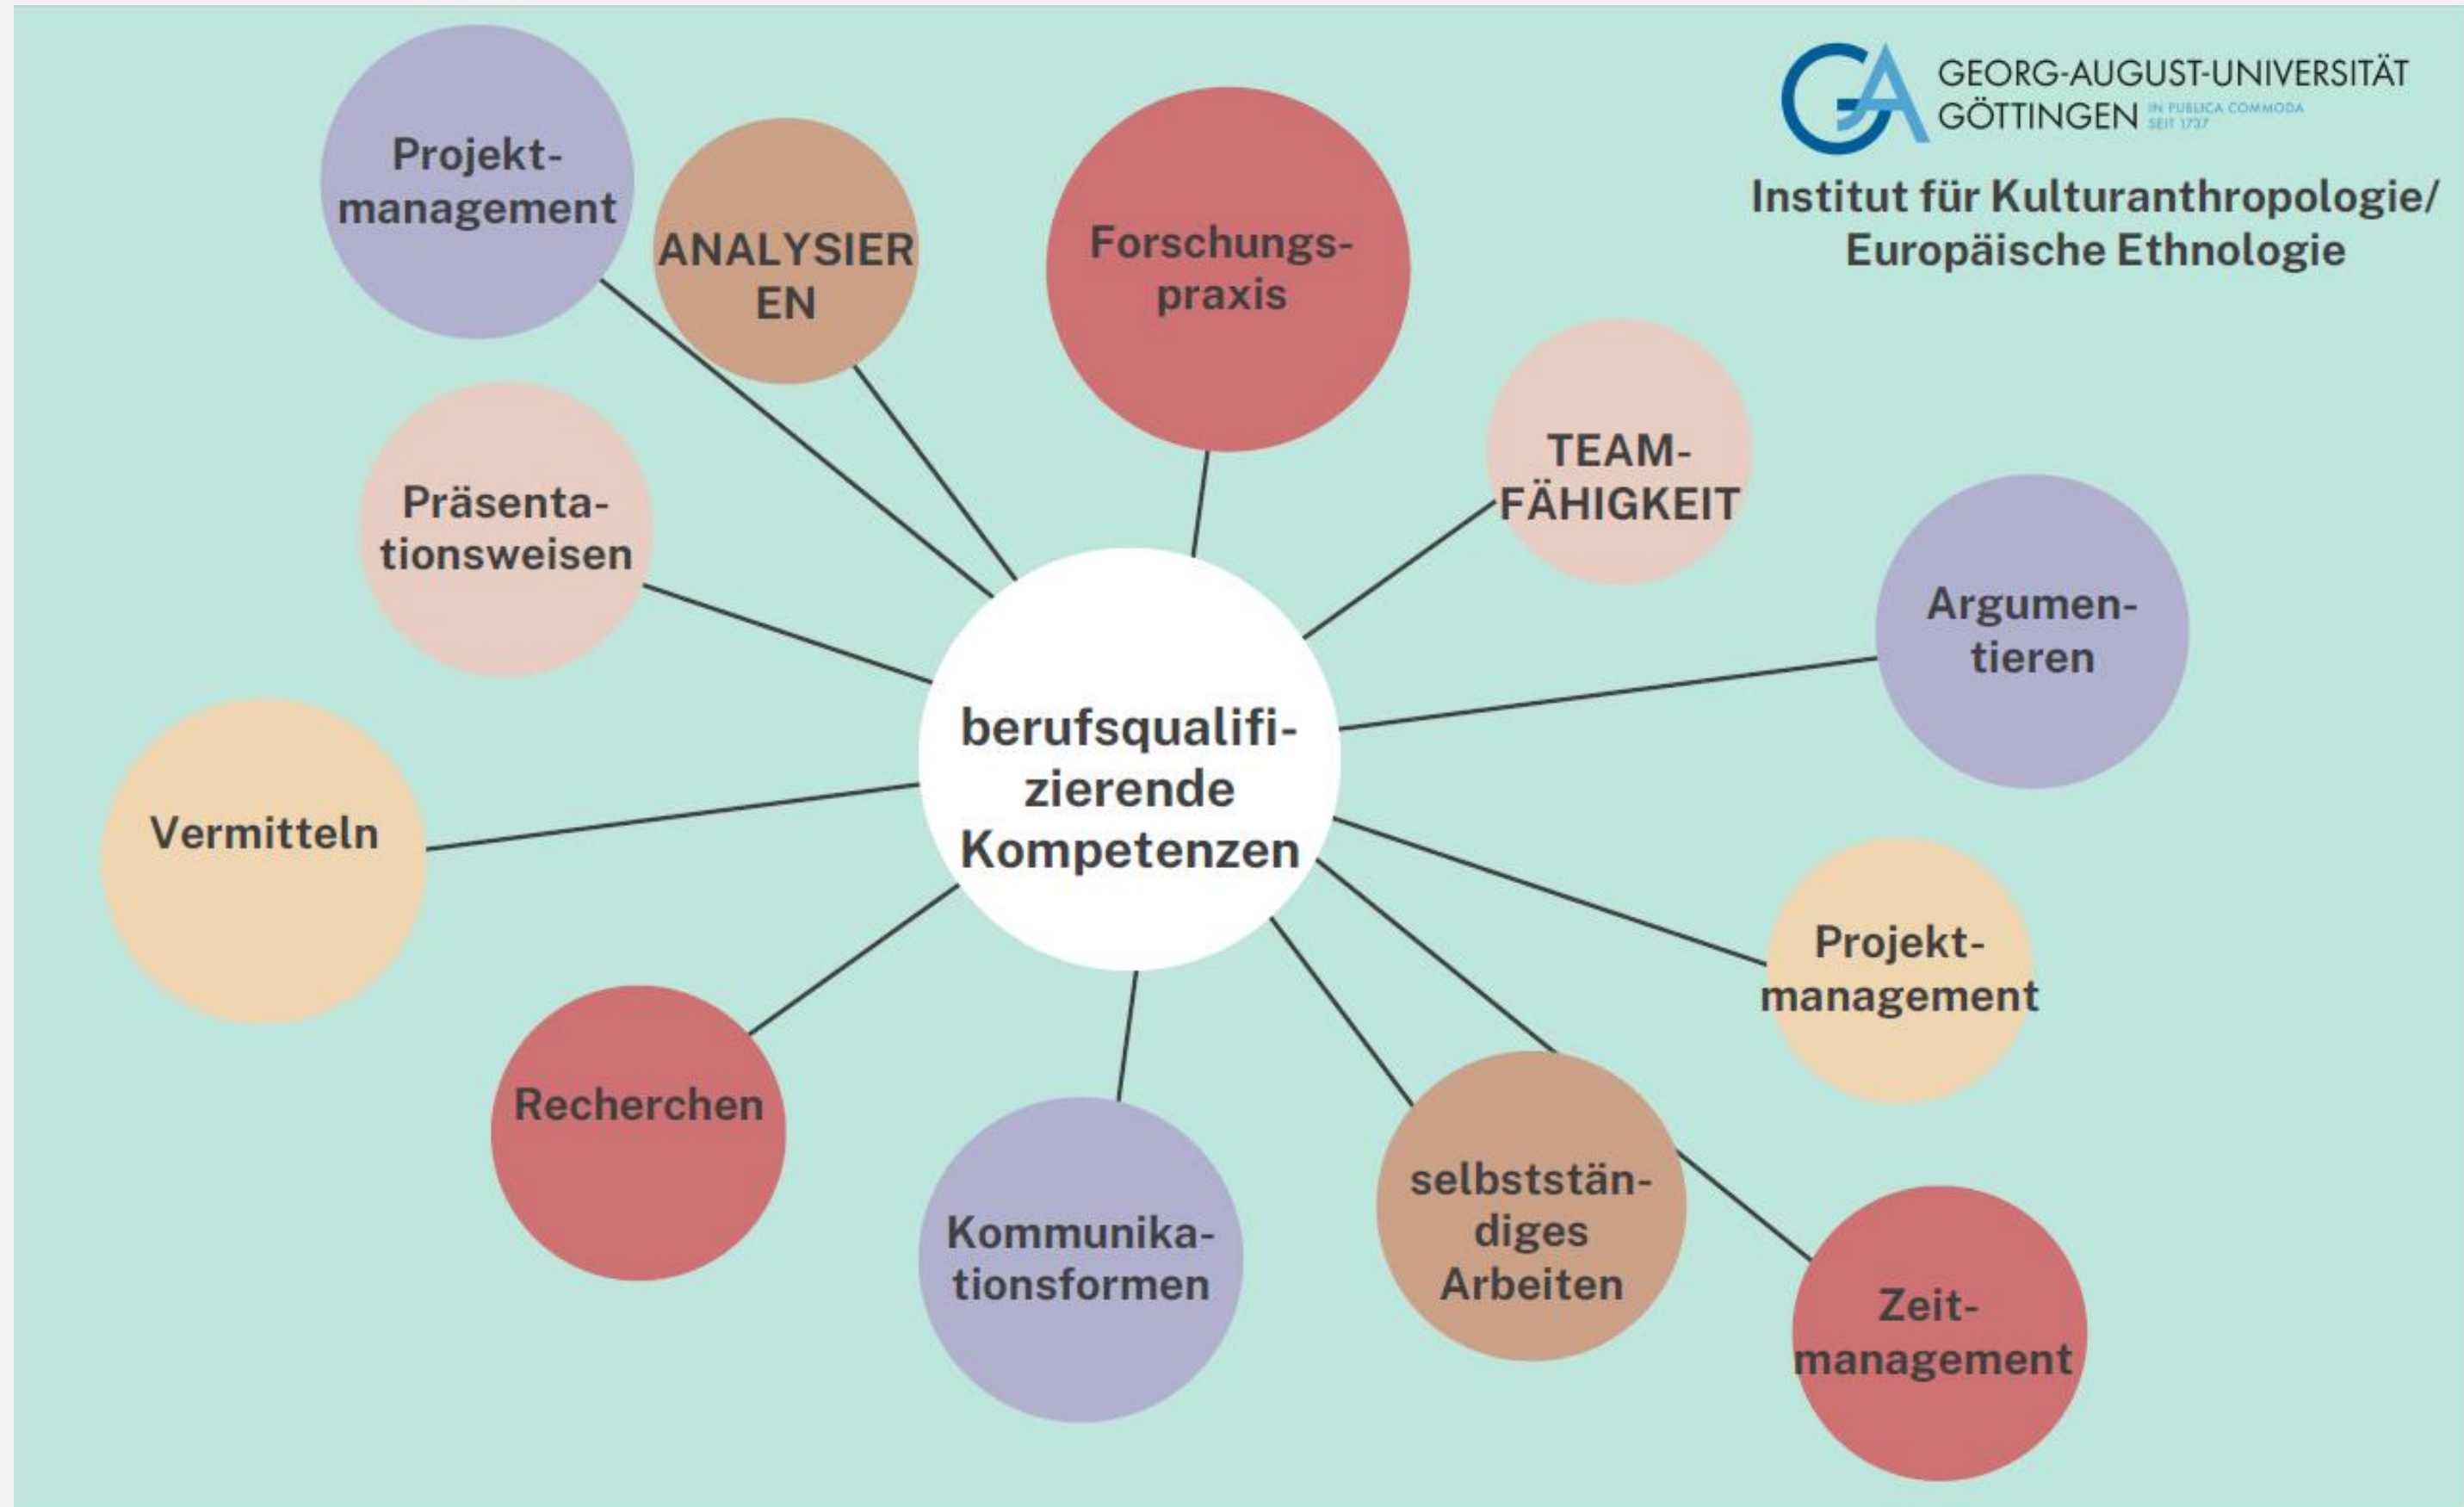 Projekt-
management
ANALYSIER
EN
Forschungs-
praxis
GEORG-AUGUST-UNIVERSITÄT
GÖTTINGEN
IN PUBLICA COMMODA
SEIT 1737
Institut für Kulturanthropologie/
Europäische Ethnologie
TEAM-
FÄHIGKEIT
Präsenta-
tionsweisen
Argumen-
tieren
berufsqualifi-
zierende
Kompetenzen
Vermitteln
Projekt-
management
Recherchen
Kommunika-
tionsformen
selbststän-
diges
Arbeiten
Zeit-
management